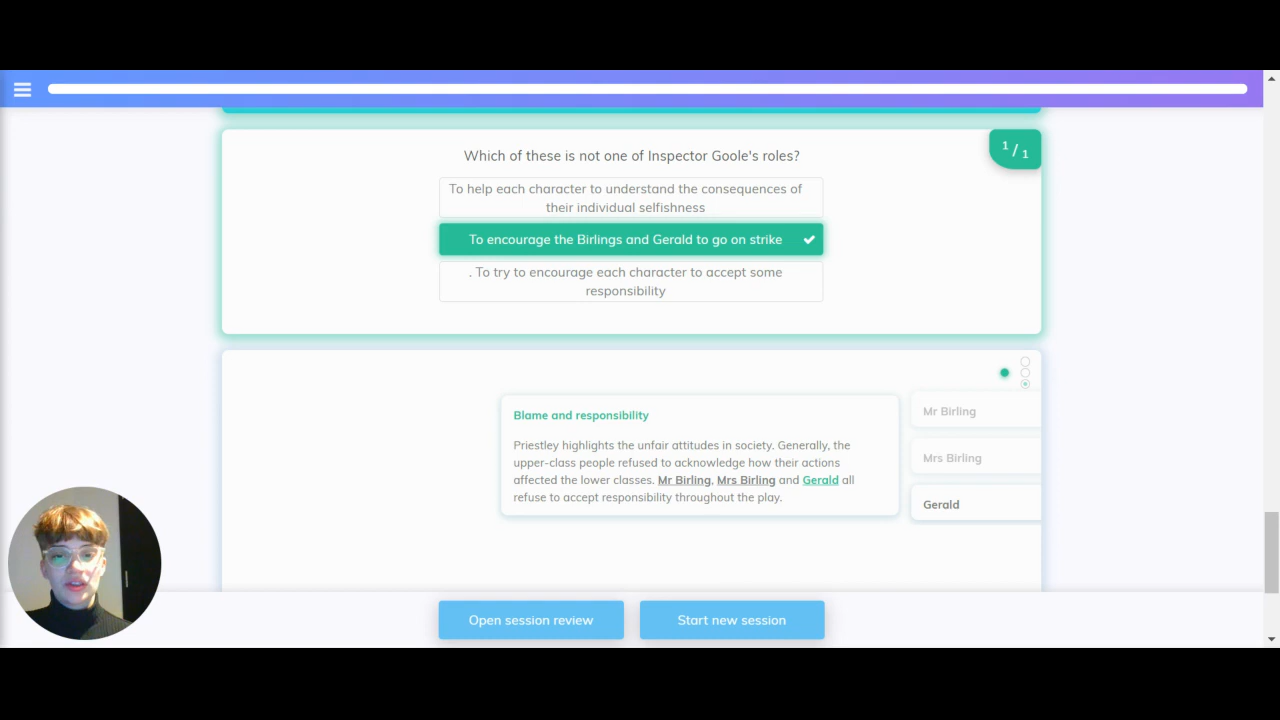 Which of these is not one of Inspector Goole's roles?
1 / 1
To help each character to understand the consequences of
their individual selfishness
To encourage the Birlings and Gerald to go on strike
. To try to encourage each character to accept some
responsibility
Blame and responsibility
Priestley highlights the unfair attitudes in society. Generally, the
upper-class people refused to acknowledge how their actions
affected the lower classes. Mr Birling, Mrs Birling and Gerald all
refuse to accept responsibility throughout the play.
Mr Birling
Mrs Birling
Gerald
Open session review
Start new session